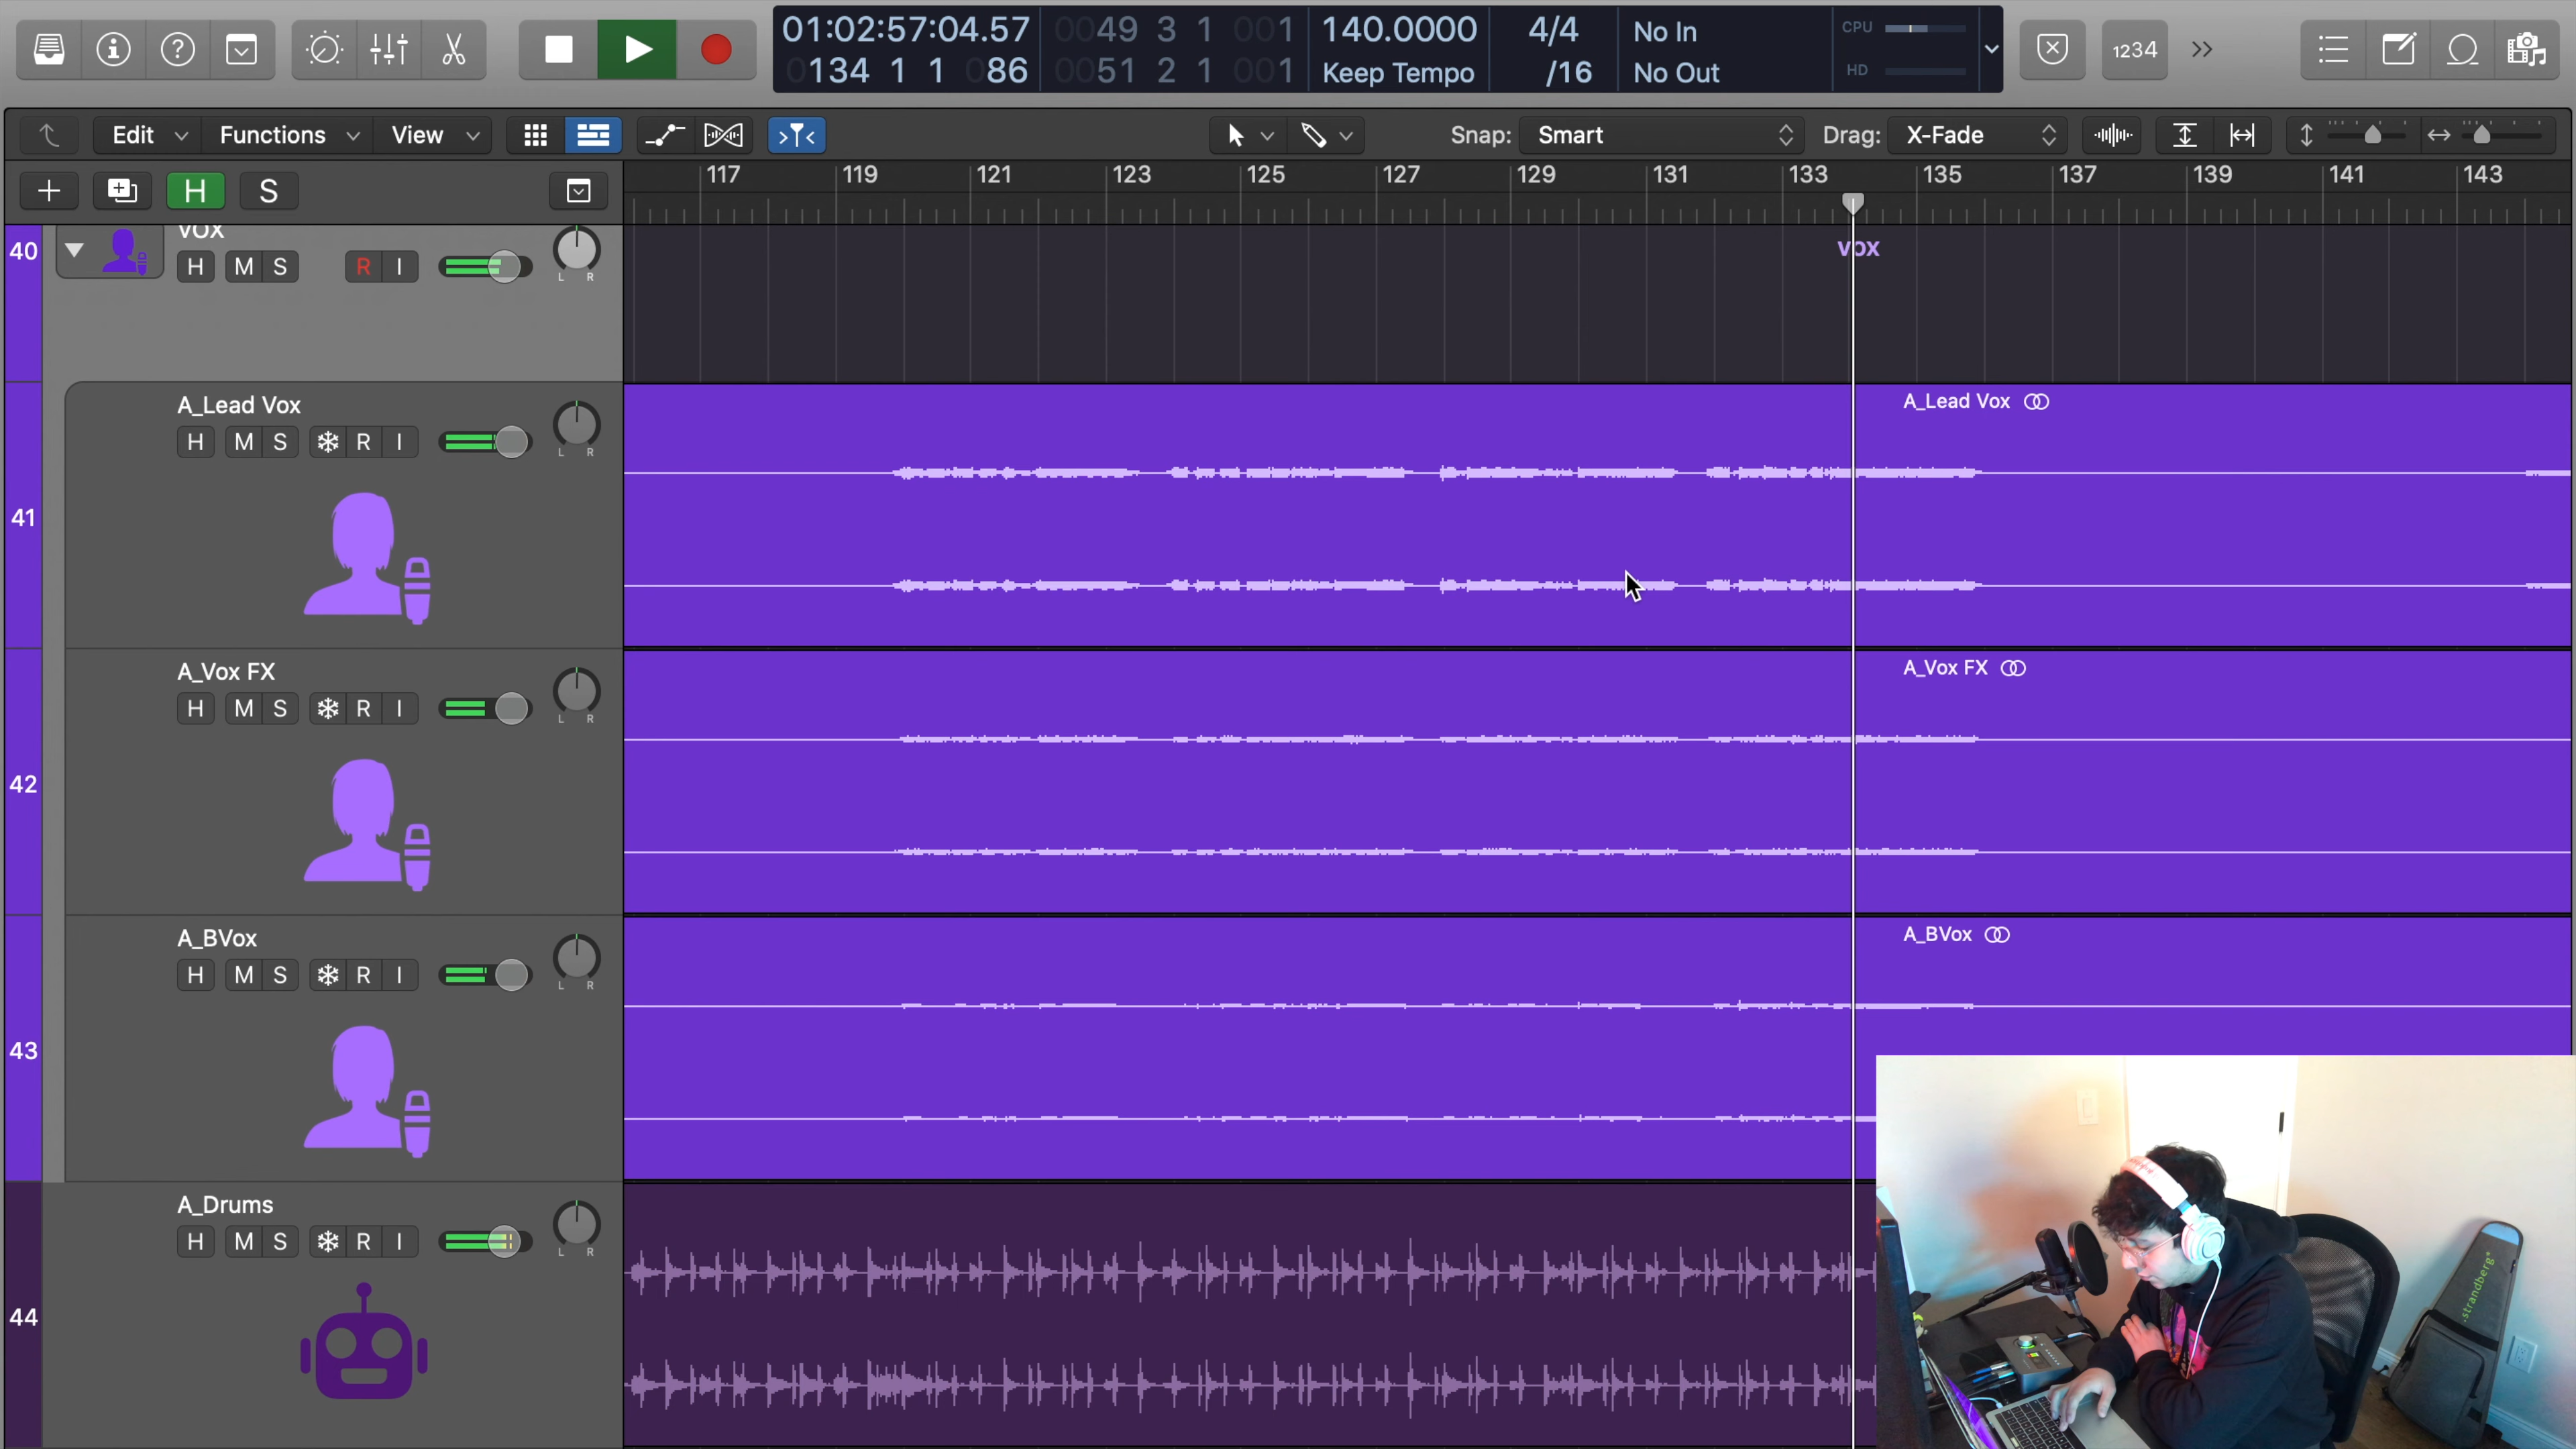 01:02:57:04.57 0049 3 1 001 140.0000 4/4 No In CPU
0134 1 1 086 0051 2 1 001 Keep Tempo /16 No Out HD
1234
Edit Functions View Snap: Smart Drag: X-Fade
H S
117 119 121 123 125 127 129 131 133 135 137 139 141 143
40
VOX
H M S R I
L R
vox
41
A_Lead Vox
H M S R I
L R
A_Lead Vox
42
A_Vox FX
H M S R I
L R
A_Vox FX
43
A_BVox
H M S R I
L R
A_BVox
44
A_Drums
H M S R I
L R
.strandberg*